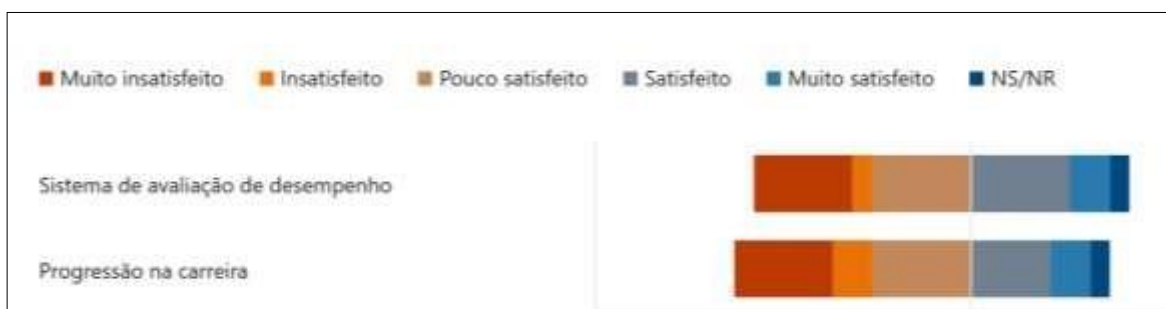 Muito insatisfeito Insatisfeito Pouco satisfeito Satisfeito Muito satisfeito NS/NR
Sistema de avaliação de desempenho
Progressão na carreira